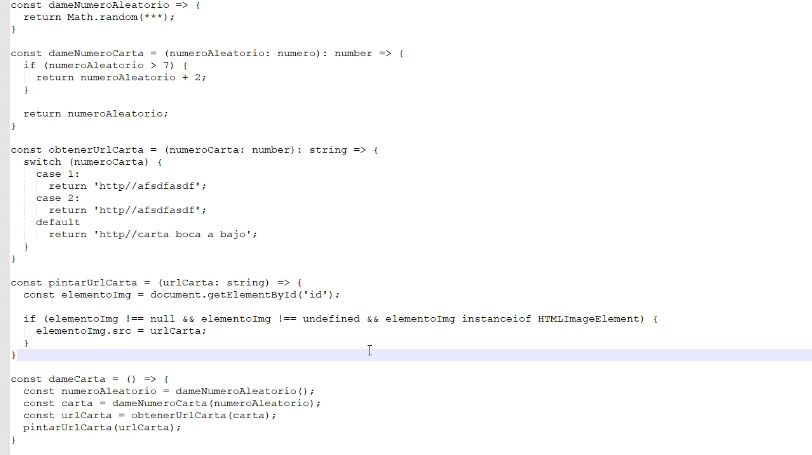 const dameNumeroAleatorio => {
  return Math.random(***);
}

const dameNumeroCarta = (numeroAleatorio: numero): number => {
  if (numeroAleatorio > 7) {
    return numeroAleatorio + 2;
  }

  return numeroAleatorio;
}

const obtenerUrlCarta = (numeroCarta: number): string => {
  switch (numeroCarta) {
    case 1:
      return 'http//afsdfasdf';
    case 2:
      return 'http//afsdfasdf';
    default
      return 'http//carta boca a bajo';
  }
}

const pintarUrlCarta = (urlCarta: string) => {
  const elementoImg = document.getElementById('id');

  if (elementoImg !== null && elementoImg !== undefined && elementoImg instanceiof HTMLImageElement) {
    elementoImg.src = urlCarta;
  }
}

const dameCarta = () => {
  const numeroAleatorio = dameNumeroAleatorio();
  const carta = dameNumeroCarta(numeroAleatorio);
  const urlCarta = obtenerUrlCarta(carta);
  pintarUrlCarta(urlCarta);
}